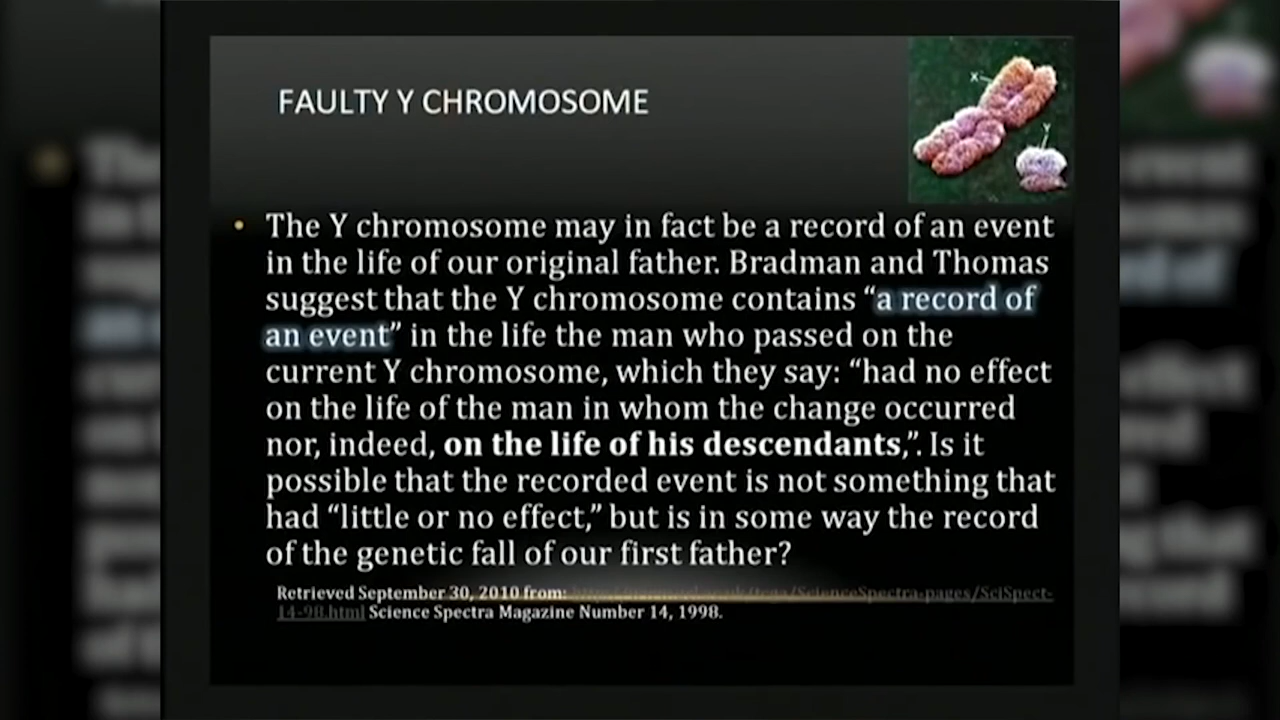 FAULTY Y CHROMOSOME
X
Y
• The Y chromosome may in fact be a record of an event
in the life of our original father. Bradman and Thomas
suggest that the Y chromosome contains “a record of
an event” in the life the man who passed on the
current Y chromosome, which they say: “had no effect
on the life of the man in whom the change occurred
nor, indeed, on the life of his descendants,”. Is it
possible that the recorded event is not something that
had “little or no effect,” but is in some way the record
of the genetic fall of our first father?
Retrieved September 30, 2010 from: /ScienceSpectra-pages/SciSpect-
14-98.html Science Spectra Magazine Number 14, 1998.